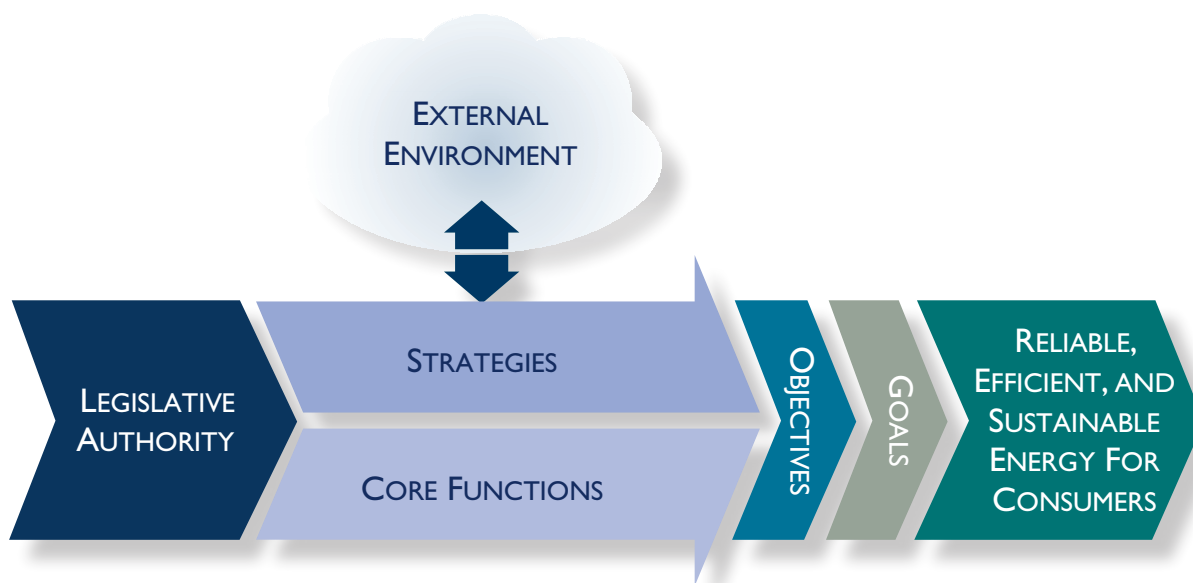 EXTERNAL
ENVIRONMENT
STRATEGIES
LEGISLATIVE
AUTHORITY
CORE FUNCTIONS
OBJECTIVES
GOALS
RELIABLE,
EFFICIENT, AND
SUSTAINABLE
ENERGY FOR
CONSUMERS